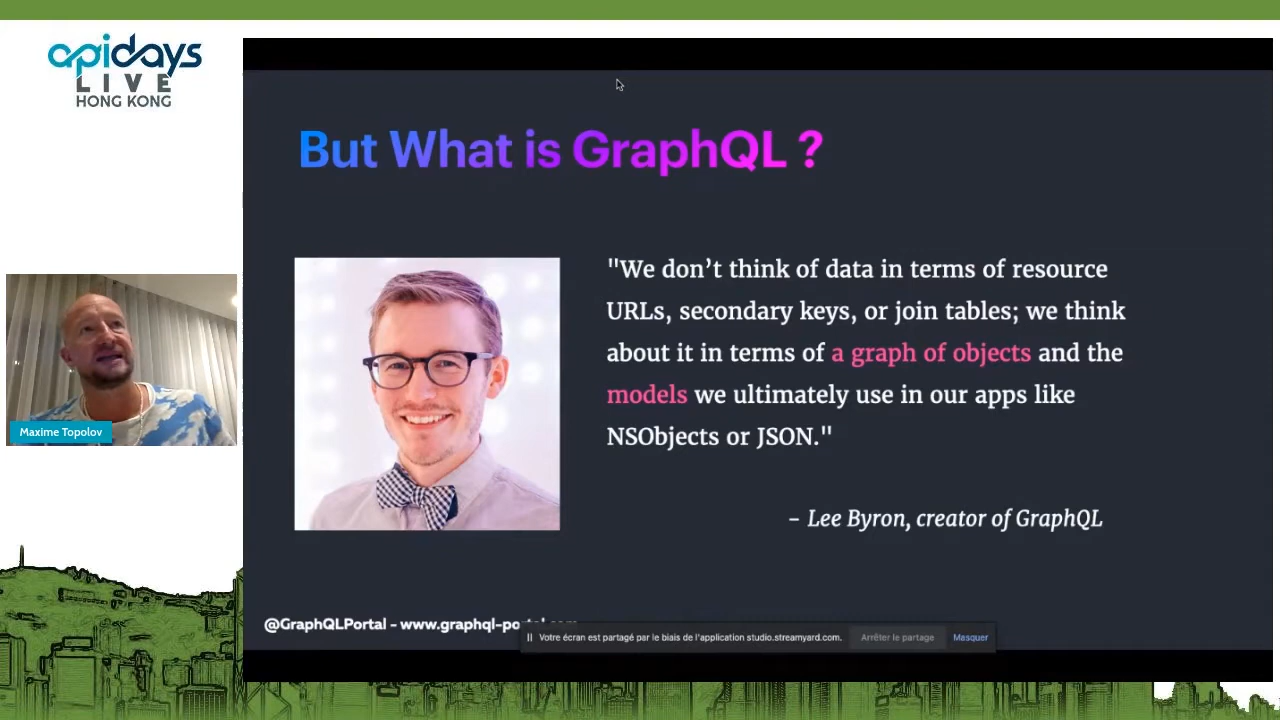 apidays
LIVE
HONG KONG
But What is GraphQL ?
"We don’t think of data in terms of resource
URLs, secondary keys, or join tables; we think
about it in terms of a graph of objects and the
models we ultimately use in our apps like
NSObjects or JSON."
– Lee Byron, creator of GraphQL
Maxime Topolov
@GraphQLPortal – www.graphql-portal.com
Votre écran est partagé par le biais de l'application studio.streamyard.com.
Arrêter le partage
Masquer